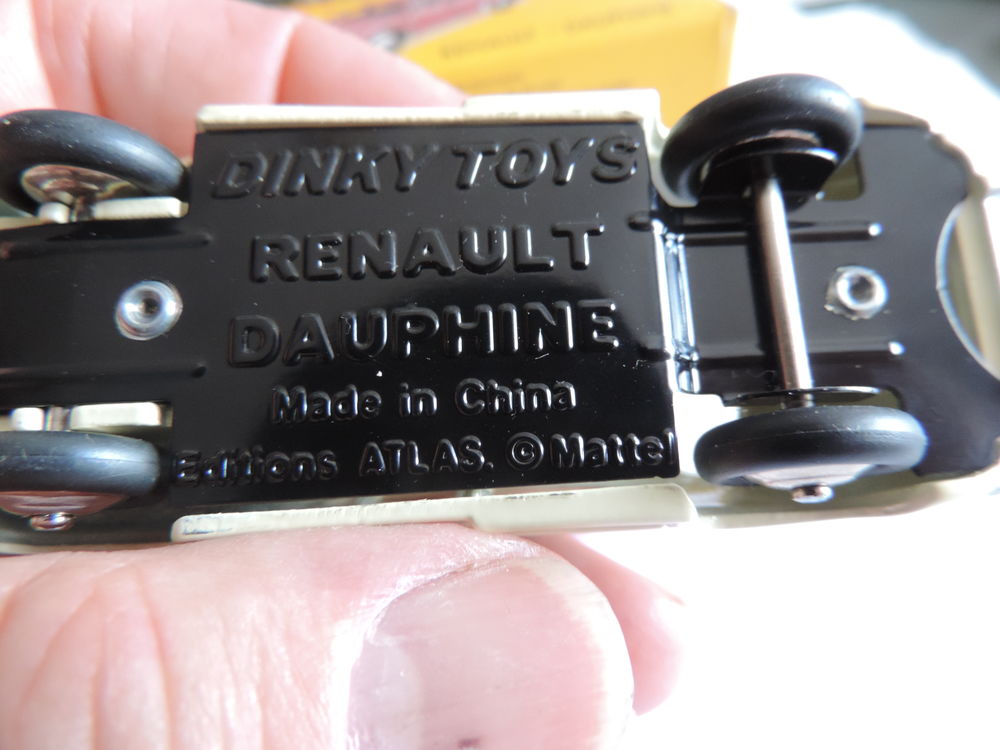 DINKY TOYS
RENAULT
DAUPHINE
Made in China
Editions ATLAS. © Mattel